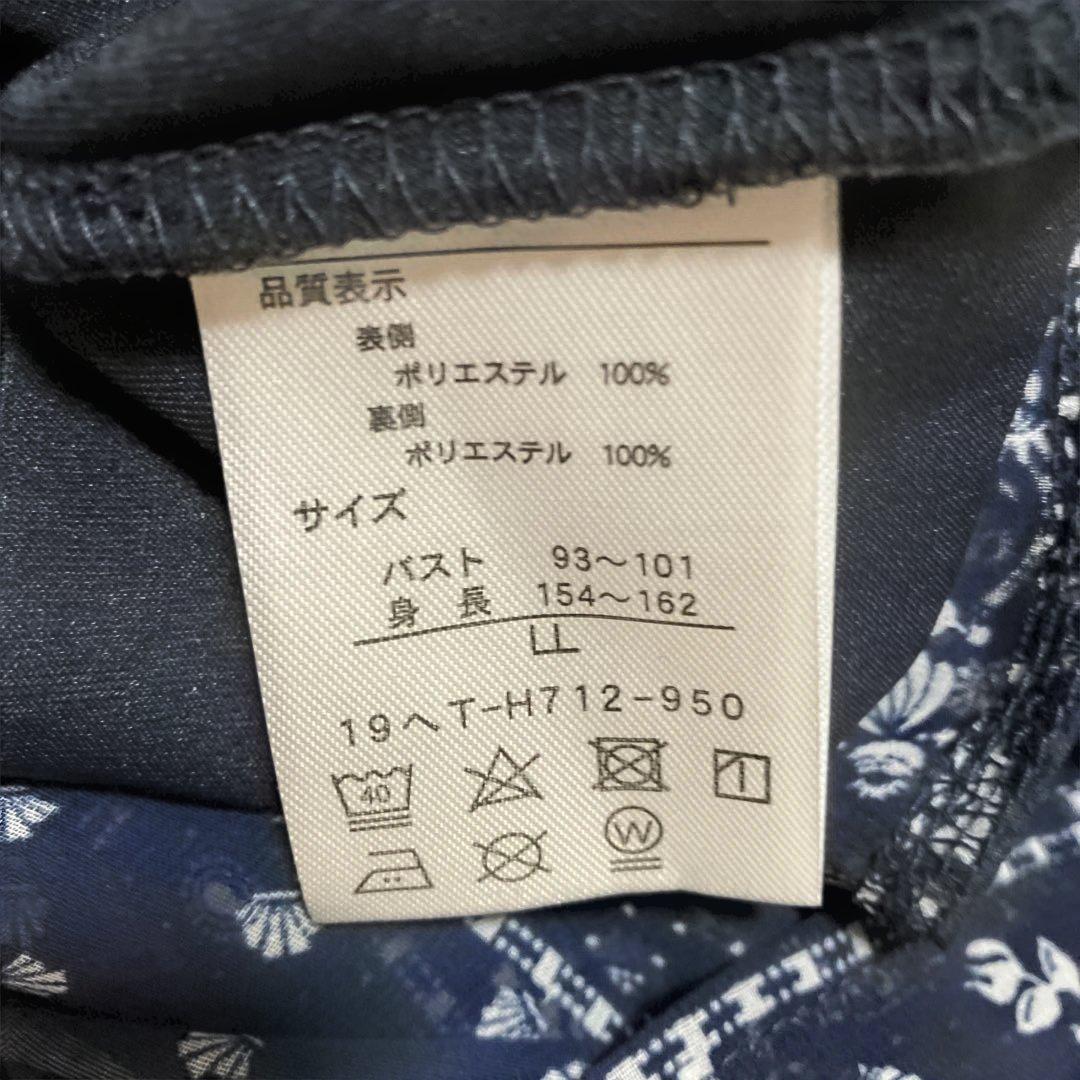 品質表示
表側
ポリエステル 100%
裏側
ポリエステル 100%
サイズ
バスト 93～101
身長 154～162
LL
19ヘT-H712-950
40
W